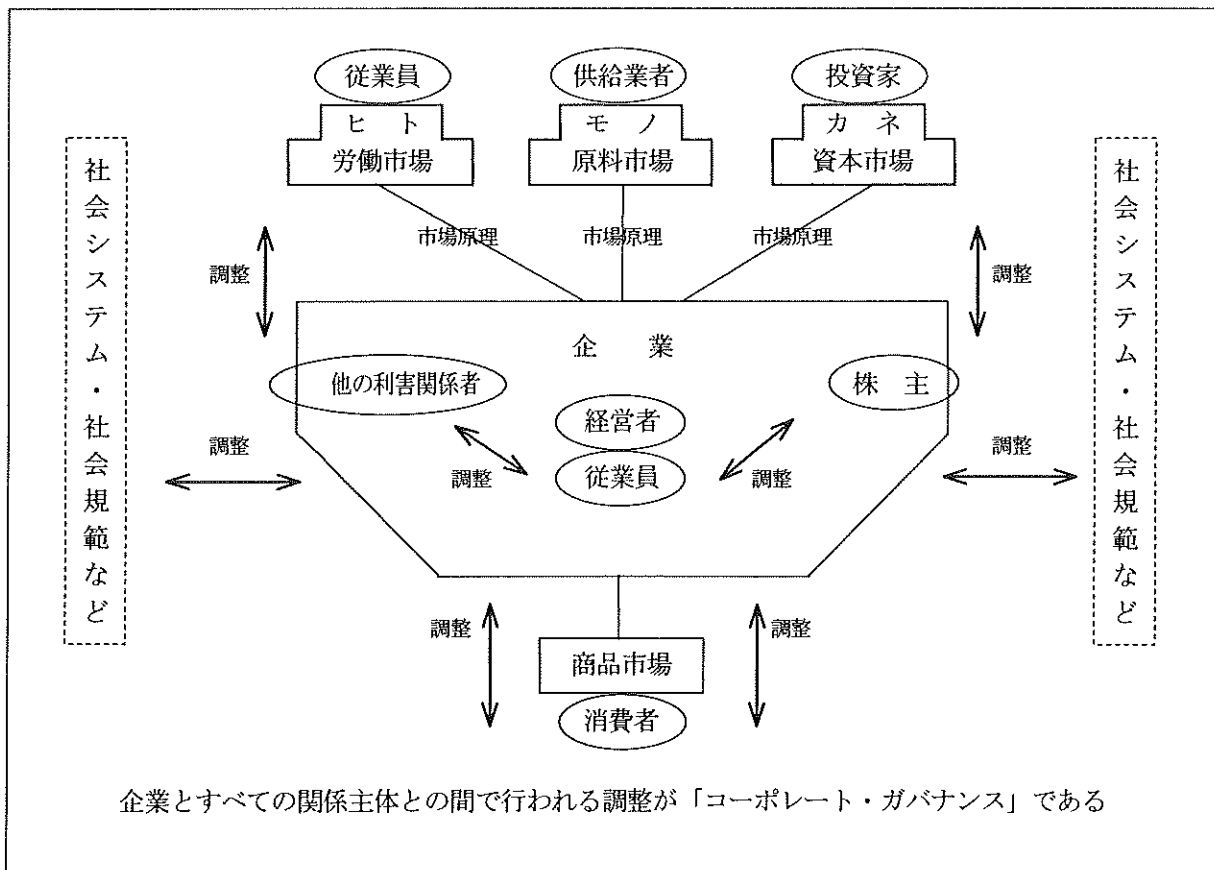 従業員
供給業者
投資家
ヒト
モノ
カネ
労働市場
原料市場
資本市場
市場原理
市場原理
市場原理
社会システム・社会規範など
社会システム・社会規範など
調整
調整
企業
他の利害関係者
株主
経営者
従業員
調整
調整
調整
調整
調整
調整
商品市場
消費者
企業とすべての関係主体との間で行われる調整が「コーポレート・ガバナンス」である